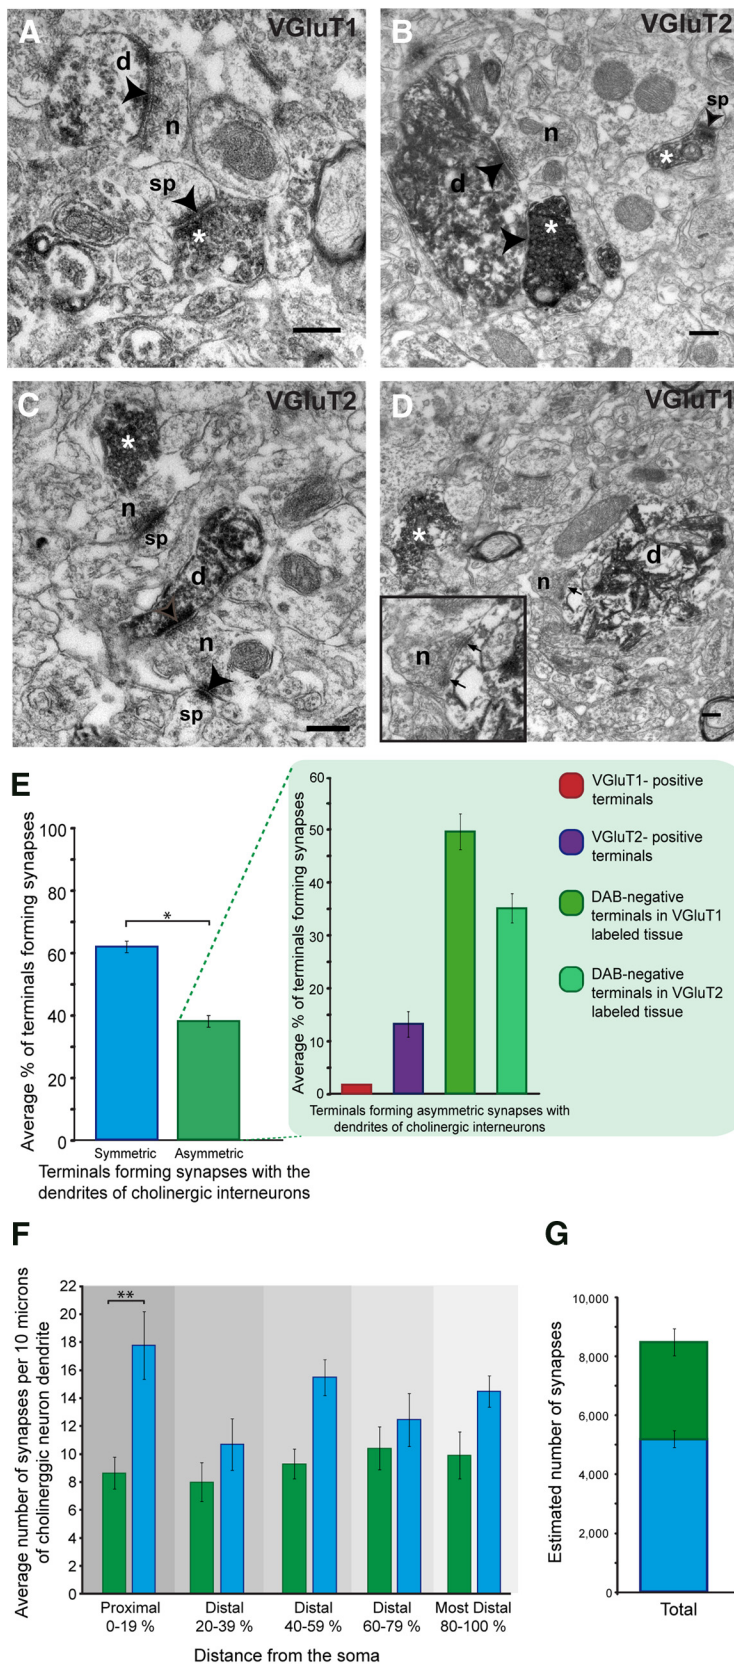 A
VGluT1
d
n
sp
*
B
VGluT2
n
sp
*
d
*
C
VGluT2
*
n
sp
d
n
sp
D
VGluT1
*
d
n
n
E
Average % of terminals forming synapses
100
80
60
40
20
0
*
Symmetric Asymmetric
Terminals forming synapses with the
dendrites of cholinergic interneurons
Average % of terminals forming synapses
60
50
40
30
20
10
0
Terminals forming asymmetric synapses with
dendrites of cholinergic interneurons
VGluT1- positive
terminals
VGluT2- positive
terminals
DAB-negative
terminals in VGluT1
labeled tissue
DAB-negative
terminals in VGluT2
labeled tissue
F
Average number of synapses per 10 microns
of cholinerggic neuron dendrite
22
20
18
16
14
12
10
8
6
4
2
0
**
Proximal
0-19 %
Distal
20-39 %
Distal
40-59 %
Distal
60-79 %
Most Distal
80-100 %
Distance from the soma
G
Estimated number of synapses
10,000
8,000
6,000
4,000
2,000
0
Total